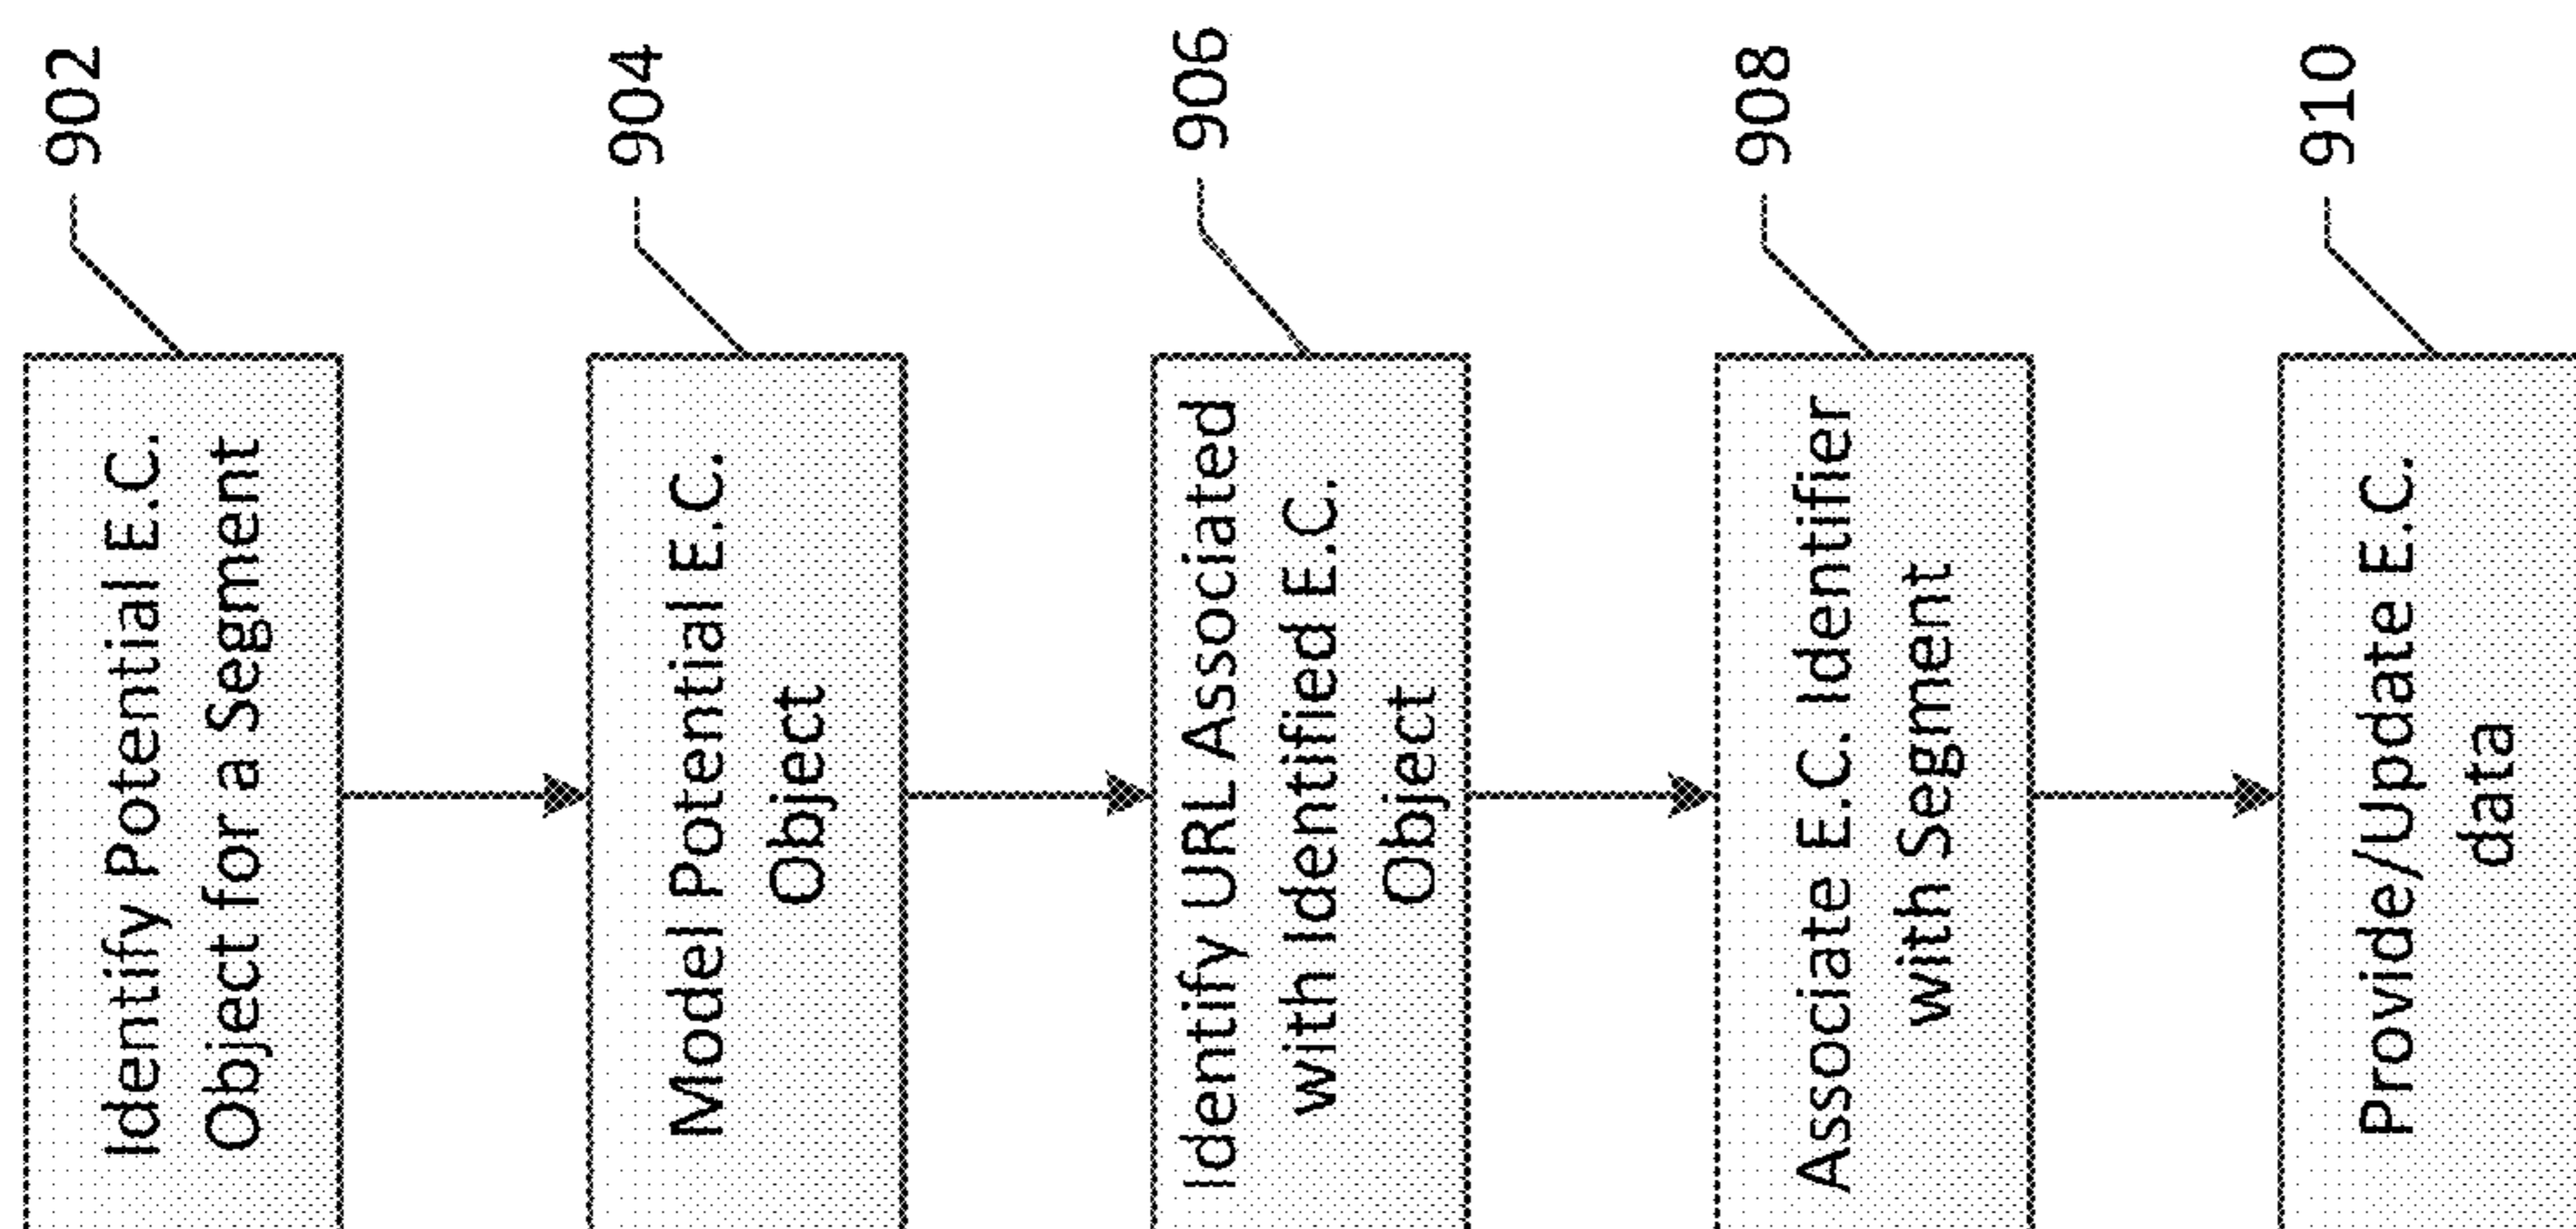 902
Identify Potential E.C.
Object for a Segment
904
Model Potential E.C.
Object
906
Identify URL Associated
with Identified E.C.
Object
908
Associate E.C. Identifier
with Segment
910
Provide/Update E.C.
data